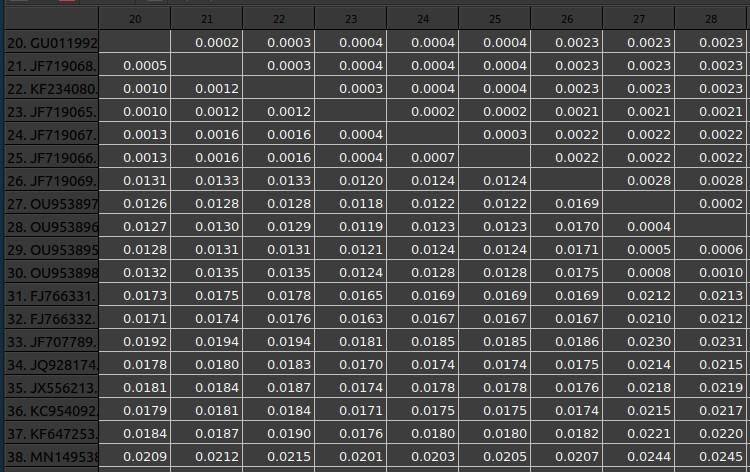 20 21 22 23 24 25 26 27 28
20. GU011992 0.0002 0.0003 0.0004 0.0004 0.0004 0.0023 0.0023 0.0023
21. JF719068. 0.0005 0.0003 0.0004 0.0004 0.0004 0.0023 0.0023 0.0023
22. KF234080. 0.0010 0.0012 0.0003 0.0004 0.0004 0.0023 0.0023 0.0023
23. JF719065. 0.0010 0.0012 0.0012 0.0002 0.0002 0.0021 0.0021 0.0021
24. JF719067. 0.0013 0.0016 0.0016 0.0004 0.0003 0.0022 0.0022 0.0022
25. JF719066. 0.0013 0.0016 0.0016 0.0004 0.0007 0.0022 0.0022 0.0022
26. JF719069. 0.0131 0.0133 0.0133 0.0120 0.0124 0.0124 0.0028 0.0028
27. OU953897 0.0126 0.0128 0.0128 0.0118 0.0122 0.0122 0.0169 0.0002
28. OU953896 0.0127 0.0130 0.0129 0.0119 0.0123 0.0123 0.0170 0.0004
29. OU953895 0.0128 0.0131 0.0131 0.0121 0.0124 0.0124 0.0171 0.0005 0.0006
30. OU953898 0.0132 0.0135 0.0135 0.0124 0.0128 0.0128 0.0175 0.0008 0.0010
31. FJ766331. 0.0173 0.0175 0.0178 0.0165 0.0169 0.0169 0.0169 0.0212 0.0213
32. FJ766332. 0.0171 0.0174 0.0176 0.0163 0.0167 0.0167 0.0167 0.0210 0.0212
33. JF707789. 0.0192 0.0194 0.0194 0.0181 0.0185 0.0185 0.0186 0.0230 0.0231
34. JQ928174. 0.0178 0.0180 0.0183 0.0170 0.0174 0.0174 0.0175 0.0214 0.0215
35. JX556213. 0.0181 0.0184 0.0187 0.0174 0.0178 0.0178 0.0176 0.0218 0.0219
36. KC954092. 0.0179 0.0181 0.0184 0.0171 0.0175 0.0175 0.0174 0.0215 0.0217
37. KF647253. 0.0184 0.0187 0.0190 0.0176 0.0180 0.0180 0.0182 0.0221 0.0220
38. MN149538 0.0209 0.0212 0.0215 0.0201 0.0203 0.0205 0.0207 0.0244 0.0245